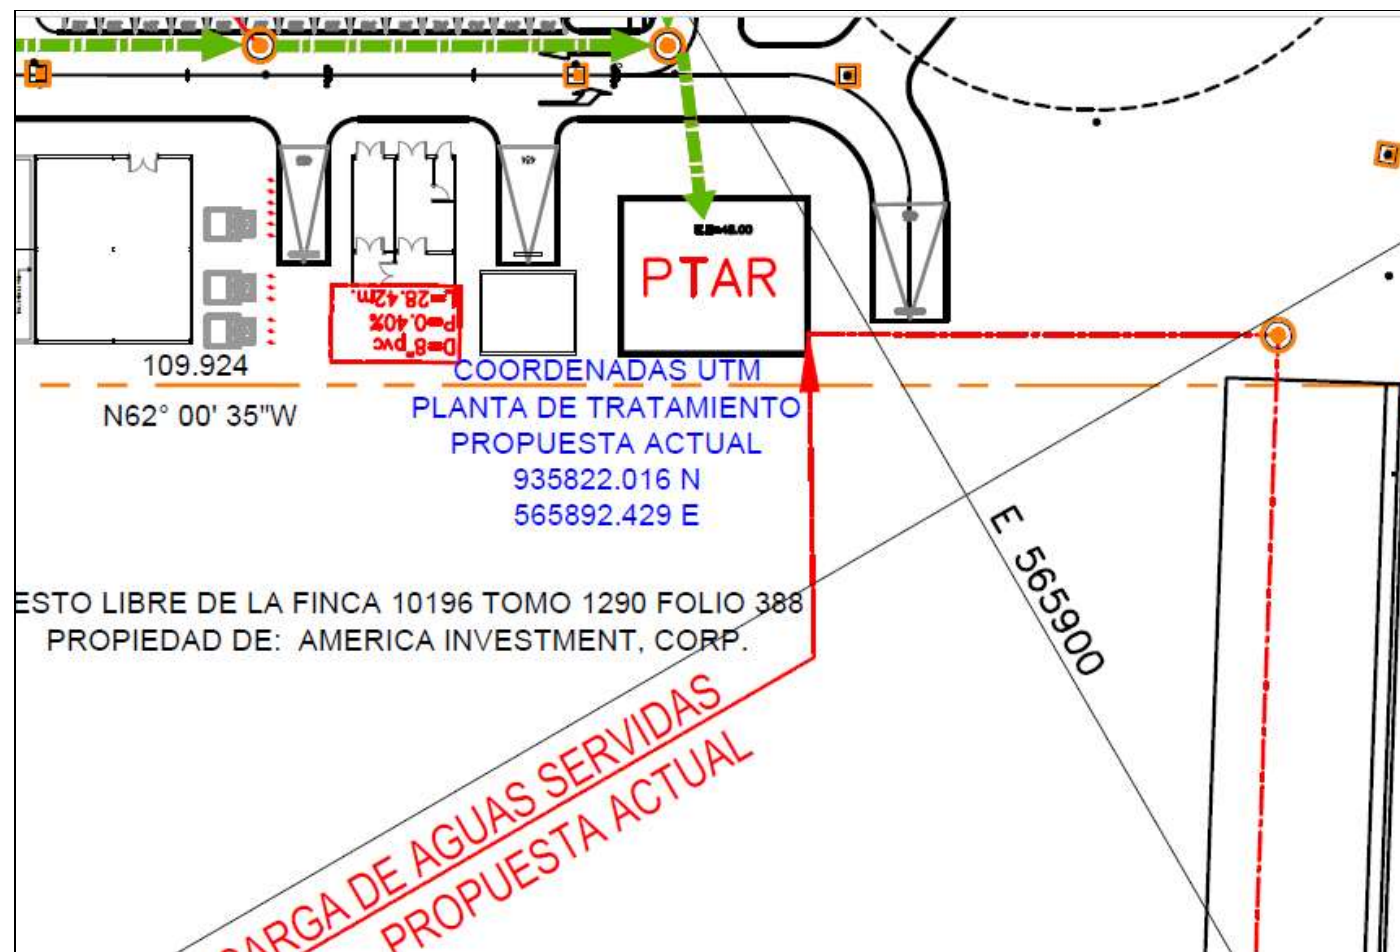 PTAR
L=28.42m.
P=0.40%
D=8" pvc
109.924
N62° 00' 35"W
COORDENADAS UTM
PLANTA DE TRATAMIENTO
PROPUESTA ACTUAL
935822.016 N
565892.429 E
E 565900
ESTO LIBRE DE LA FINCA 10196 TOMO 1290 FOLIO 388
PROPIEDAD DE: AMERICA INVESTMENT, CORP.
CARGA DE AGUAS SERVIDAS
PROPUESTA ACTUAL